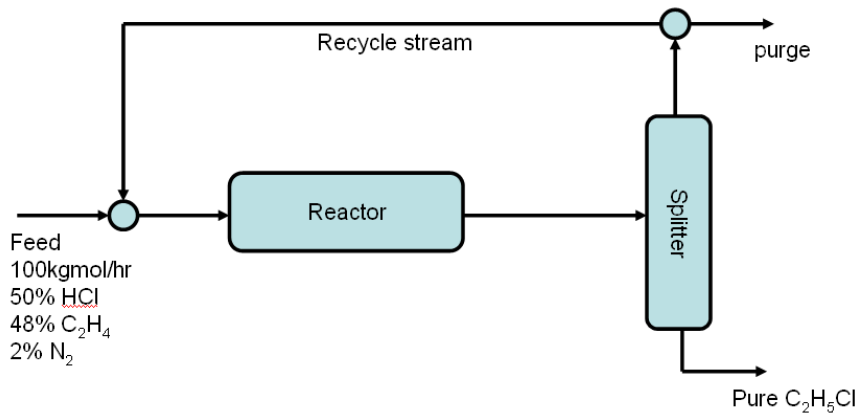 Recycle stream
purge
Reactor
Splitter
Feed
100kgmol/hr
50% HCl
48% C₂H₄
2% N₂
Pure C₂H₅Cl